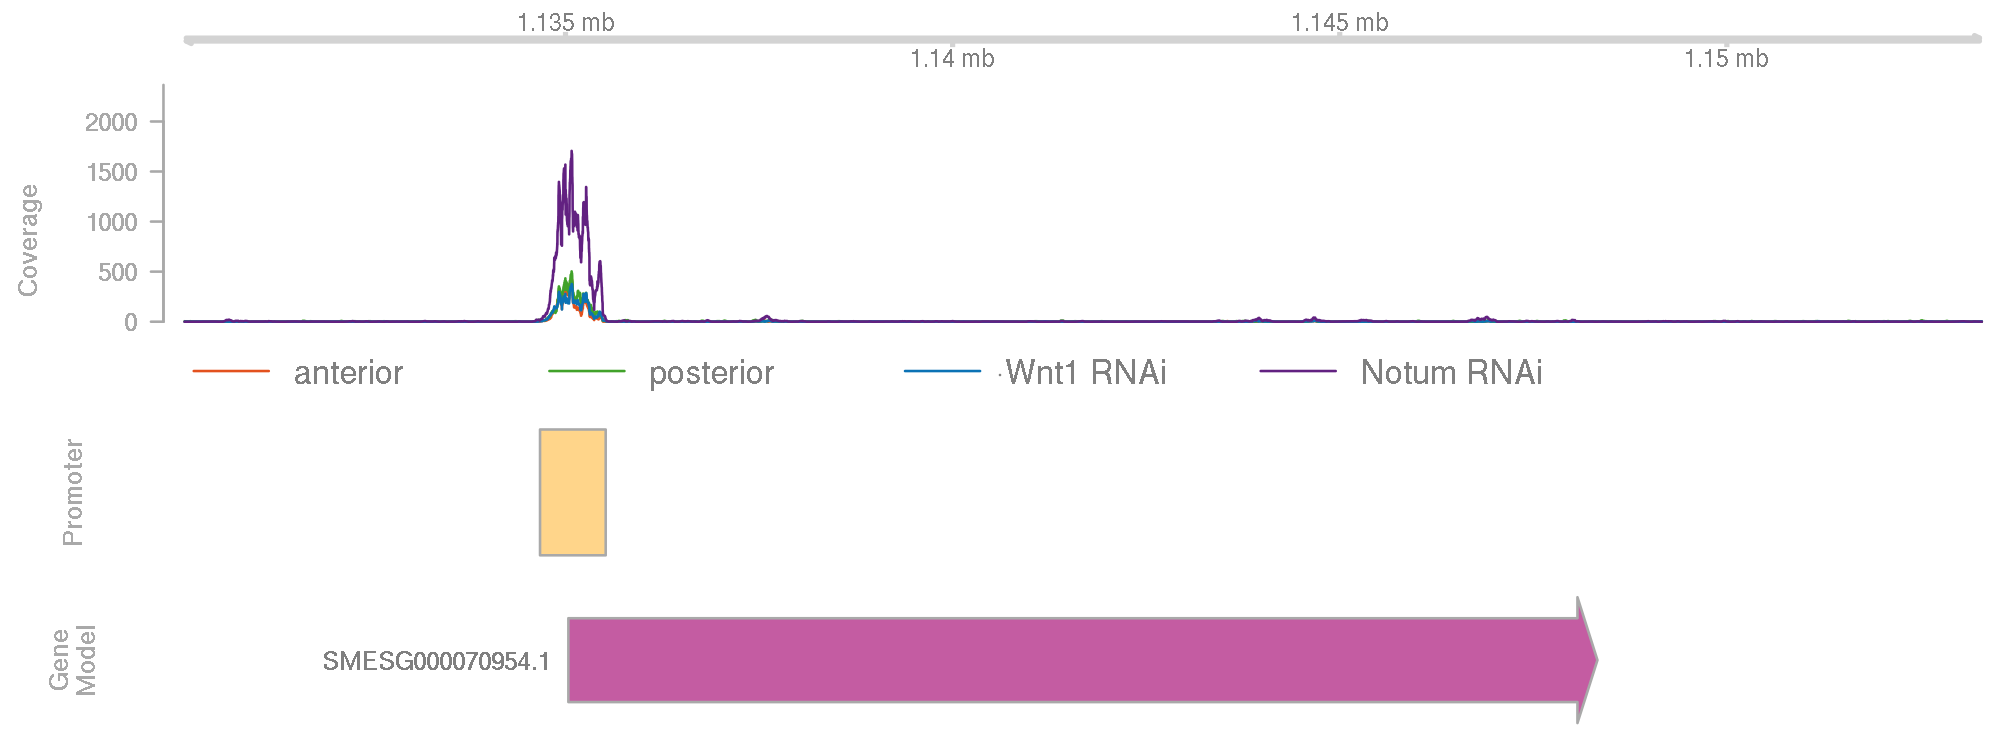 1.135 mb
1.145 mb
1.14 mb
1.15 mb
Coverage
2000
1500
1000
500
0
anterior
posterior
Wnt1 RNAi
Notum RNAi
Promoter
Gene
Model
SMESG000070954.1